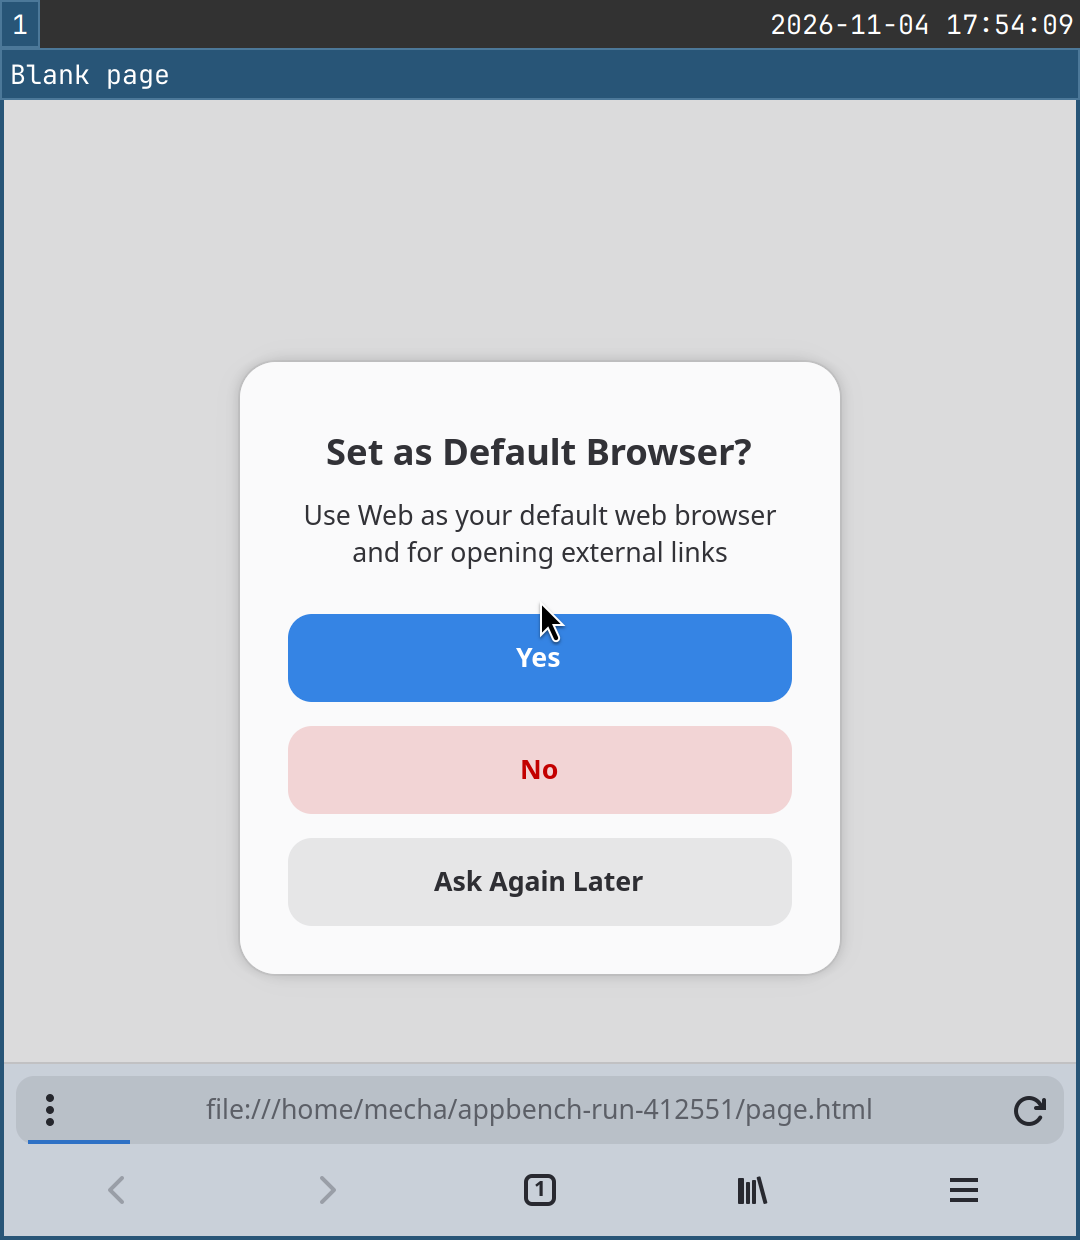 1
2026-11-04 17:54:09
Blank page
Set as Default Browser?
Use Web as your default web browser
and for opening external links
Yes
No
Ask Again Later
file:///home/mecha/appbench-run-412551/page.html
1